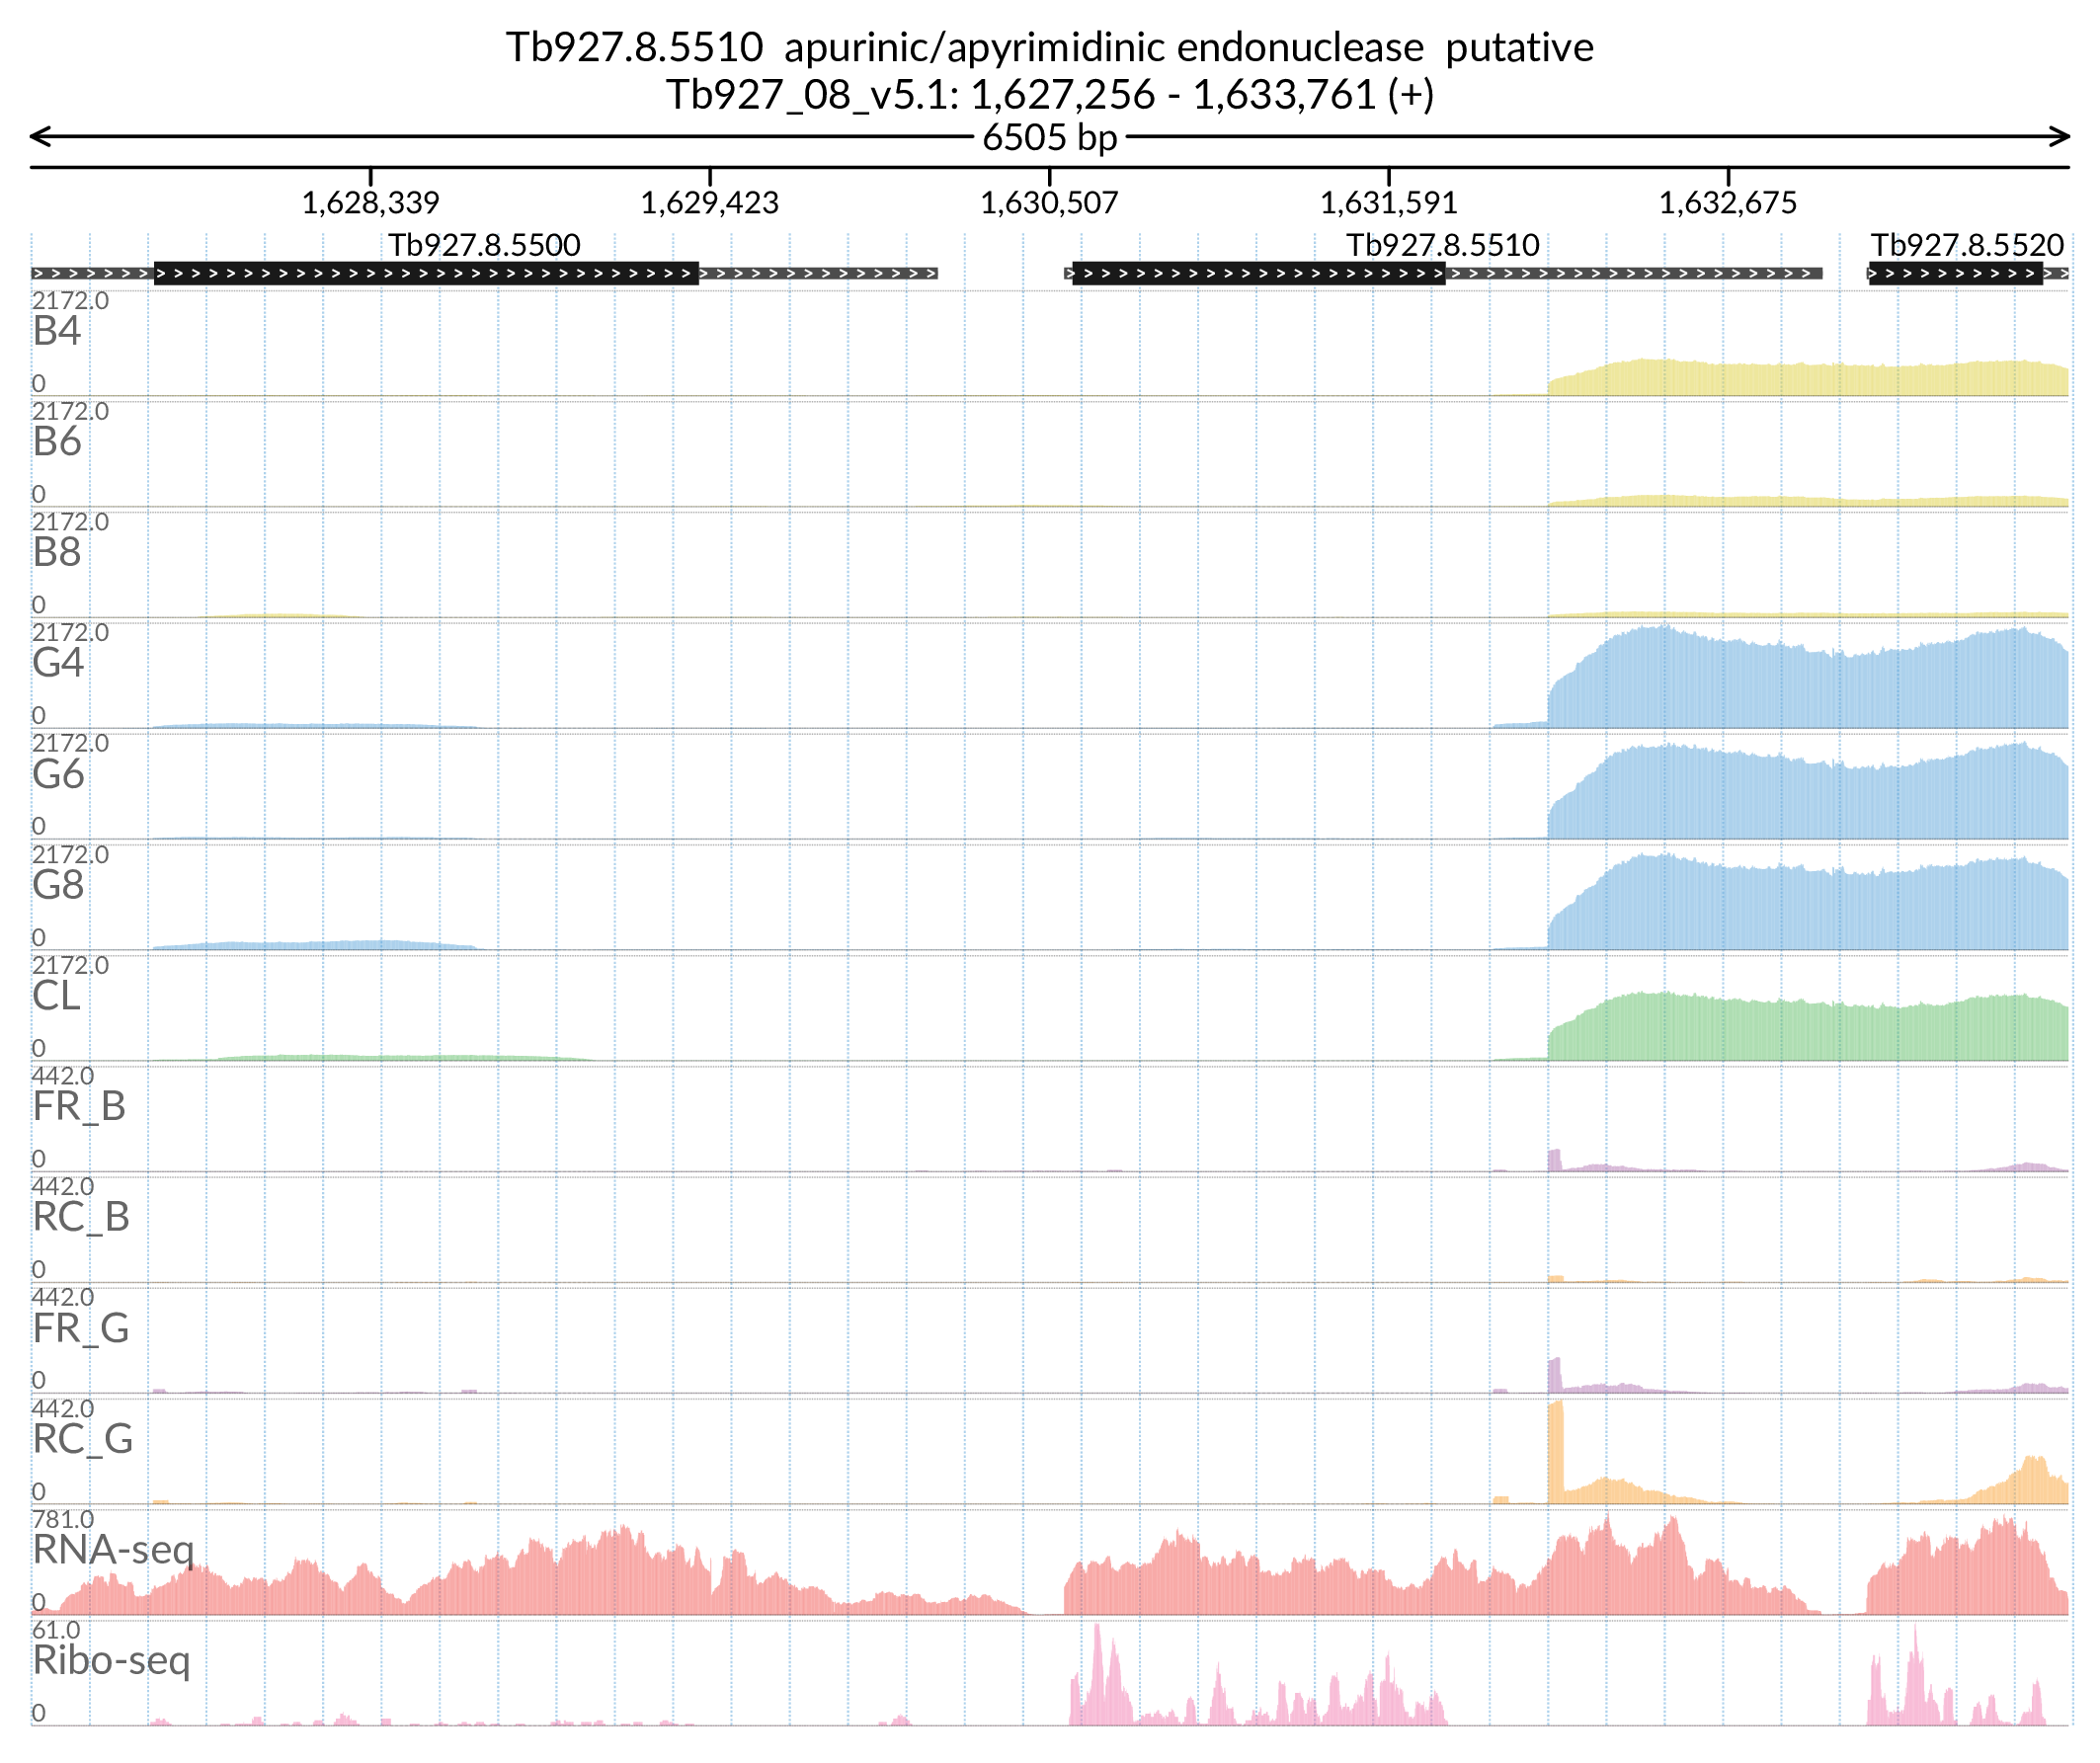 Tb927.8.5510 apurinic/apyrimidinic endonuclease putative
Tb927_08_v5.1: 1,627,256 - 1,633,761 (+)
6505 bp
1,628,339 1,629,423 1,630,507 1,631,591 1,632,675
Tb927.8.5500 Tb927.8.5510 Tb927.8.5520
2172.0
B4
0
2172.0
B6
0
2172.0
B8
0
2172.0
G4
0
2172.0
G6
0
2172.0
G8
0
2172.0
CL
0
442.0
FR_B
0
442.0
RC_B
0
442.0
FR_G
0
442.0
RC_G
0
781.0
RNA-seq
0
61.0
Ribo-seq
0